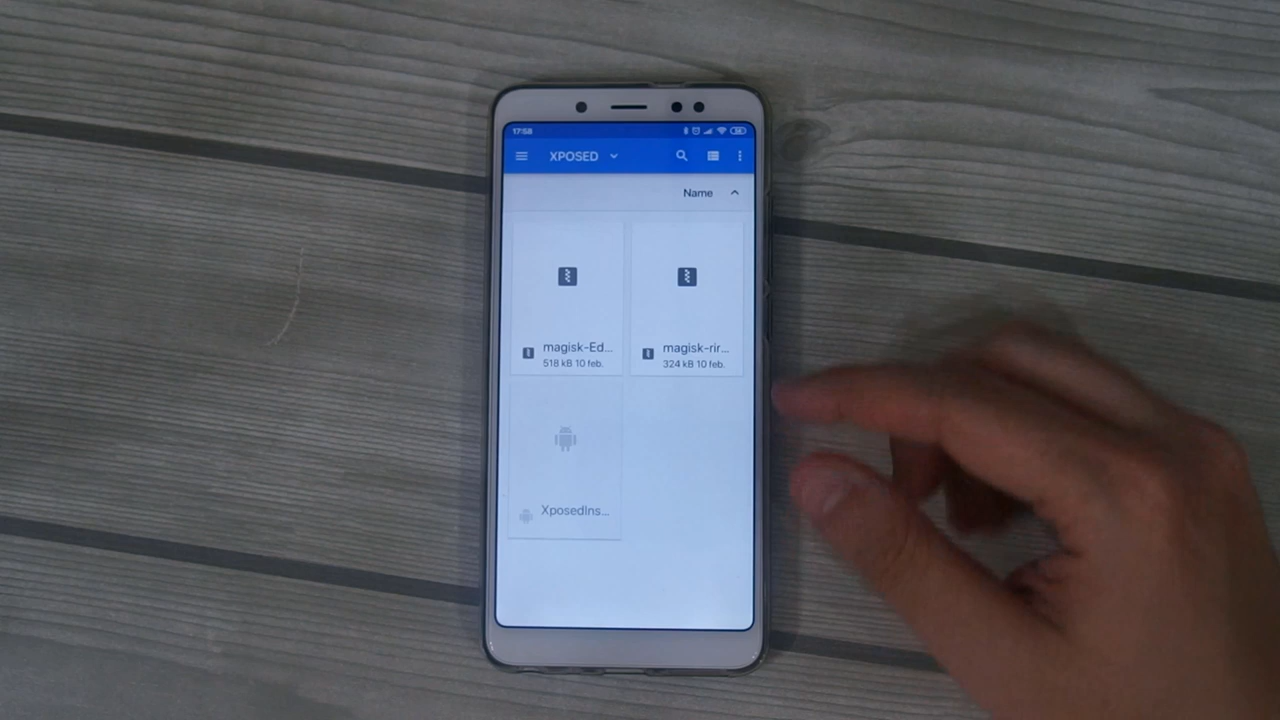 17:58
XPOSED
Name
magisk-Ed...
518 kB 10 feb.
magisk-rir...
324 kB 10 feb.
XposedIns...